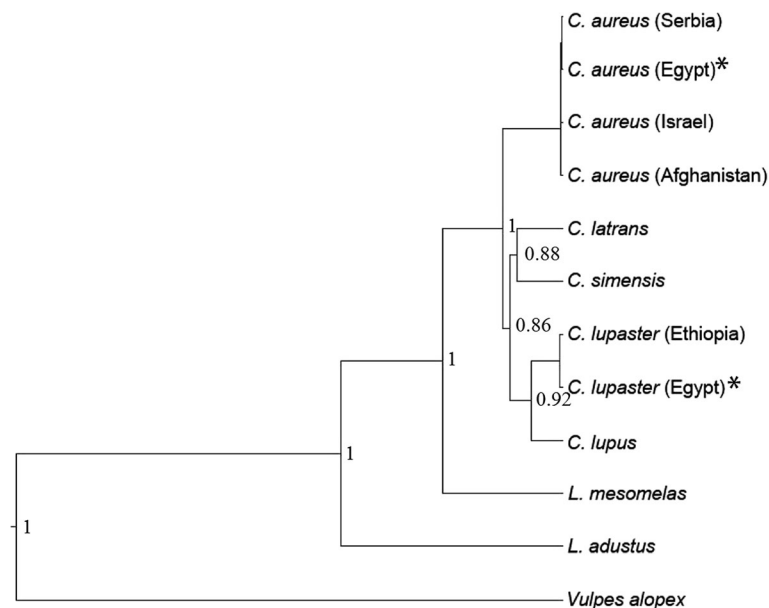 C. aureus (Serbia)
C. aureus (Egypt)*
C. aureus (Israel)
C. aureus (Afghanistan)
C. latrans
1
0.88
C. simensis
0.86
C. lupaster (Ethiopia)
1
C. lupaster (Egypt)*
0.92
C. lupus
1
L. mesomelas
1
L. adustus
Vulpes alopex